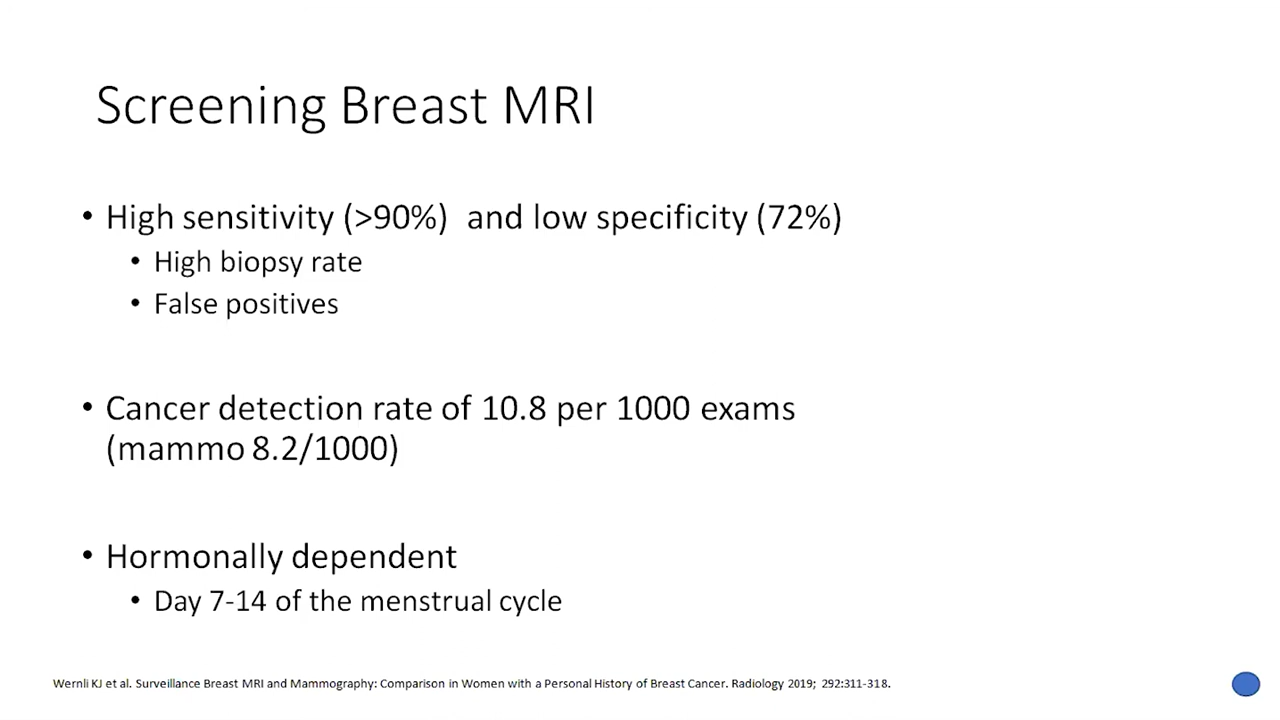 Screening Breast MRI
• High sensitivity (>90%)  and low specificity (72%)
• High biopsy rate
• False positives
• Cancer detection rate of 10.8 per 1000 exams
(mammo 8.2/1000)
• Hormonally dependent
• Day 7-14 of the menstrual cycle
Wernli KJ et al. Surveillance Breast MRI and Mammography: Comparison in Women with a Personal History of Breast Cancer. Radiology 2019; 292:311-318.